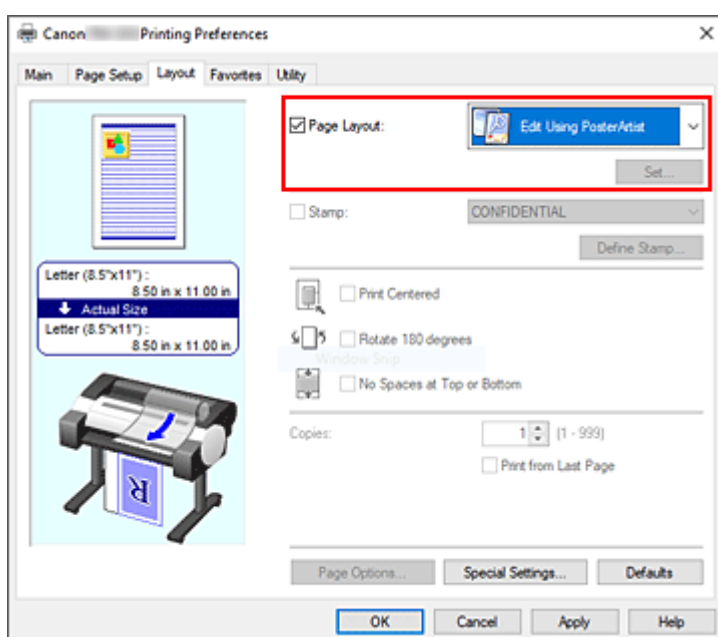 Canon Printing Preferences
Main Page Setup Layout Favorites Utility
Page Layout: Edit Using PosterArtist
Set...
Stamp: CONFIDENTIAL
Define Stamp...
Letter (8.5"x11") :
8.50 in x 11.00 in
Actual Size
Letter (8.5"x11") :
8.50 in x 11.00 in
R
Print Centered
Rotate 180 degrees
Window Snip
No Spaces at Top or Bottom
Copies: 1 (1 - 999)
Print from Last Page
Page Options... Special Settings... Defaults
OK Cancel Apply Help